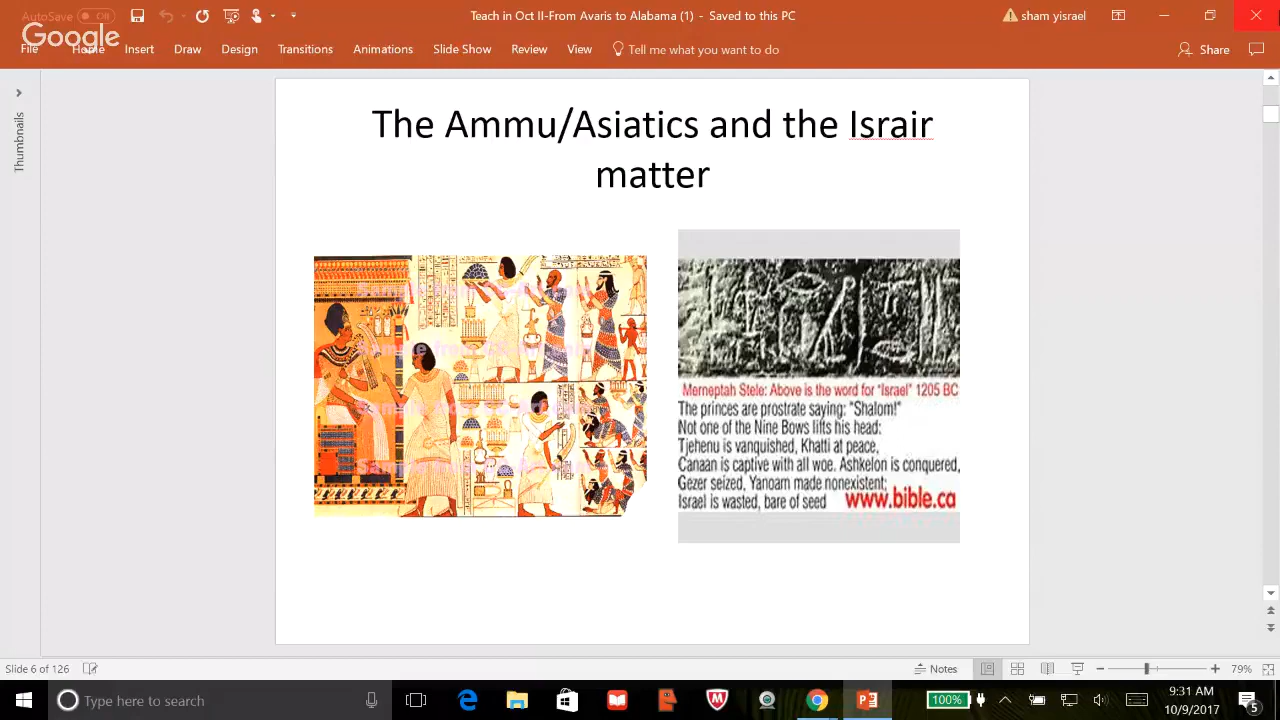 AutoSave Off
Teach in Oct II-From Avaris to Alabama (1) - Saved to this PC
sham yisrael
Google
File Home Insert Draw Design Transitions Animations Slide Show Review View Tell me what you want to do
Share
Thumbnails
The Ammu/Asiatics and the Israir
matter
Merneptah Stele: Above is the word for "Israel" 1205 BC
The princes are prostrate saying: "Shalom!"
Not one of the Nine Bows lifts his head:
Tjehenu is vanquished, Khatti at peace,
Canaan is captive with all woe. Ashkelon is conquered,
Gezer seized, Yanoam made nonexistent;
Israel is wasted, bare of seed www.bible.ca
Slide 6 of 126
Notes
79%
Type here to search
100%
9:31 AM
10/9/2017
5